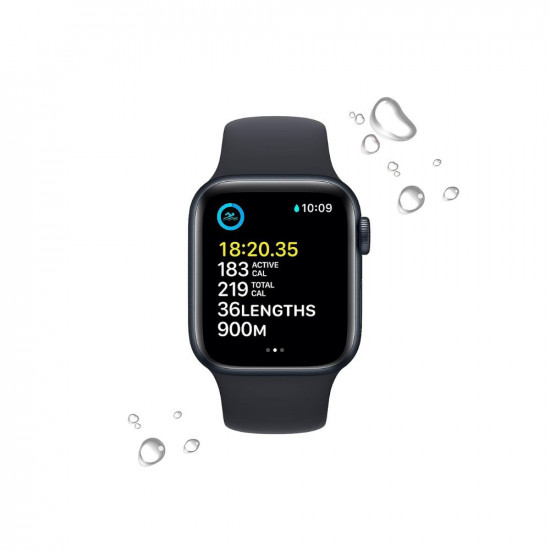 10:09
18:20.35
183 ACTIVE CAL
219 TOTAL CAL
36LENGTHS
900M